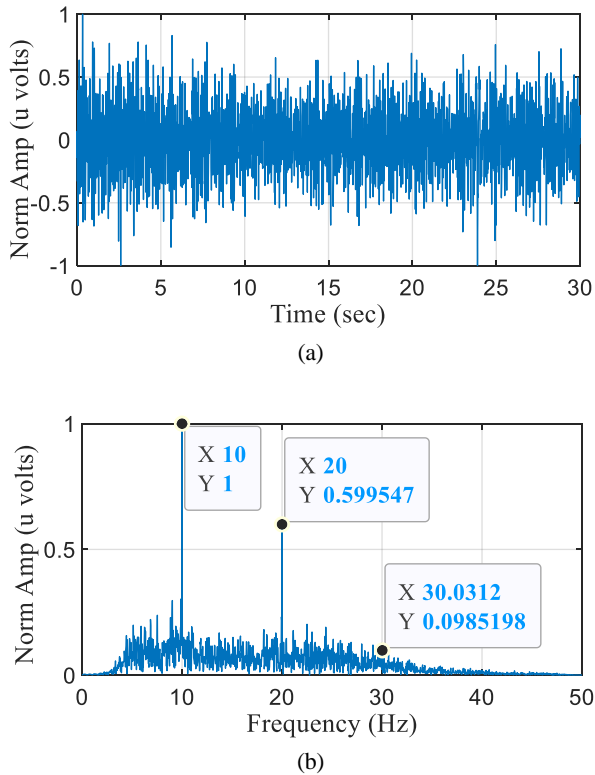 1
0.5
0
-0.5
-1
Norm Amp (u volts)
0 5 10 15 20 25 30
Time (sec)
(a)
1
0.5
0
Norm Amp (u volts)
X 10
Y 1
X 20
Y 0.599547
X 30.0312
Y 0.0985198
0 10 20 30 40 50
Frequency (Hz)
(b)